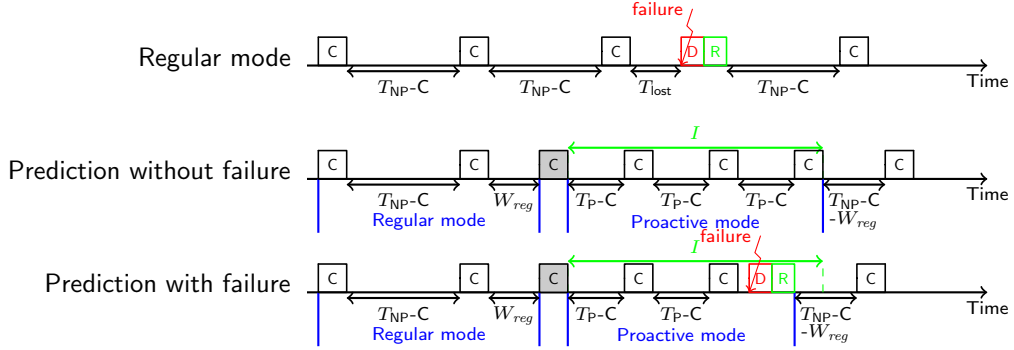 failure
Regular mode C C C D R C
Time
T_NP-C T_NP-C T_lost T_NP-C
I
Prediction without failure C C C C C C C
Time
T_NP-C W_reg T_P-C T_P-C T_P-C T_NP-C
Regular mode Proactive mode -W_reg
failure
I
Prediction with failure C C C C C D R C
Time
T_NP-C W_reg T_P-C T_P-C T_NP-C
Regular mode Proactive mode -W_reg